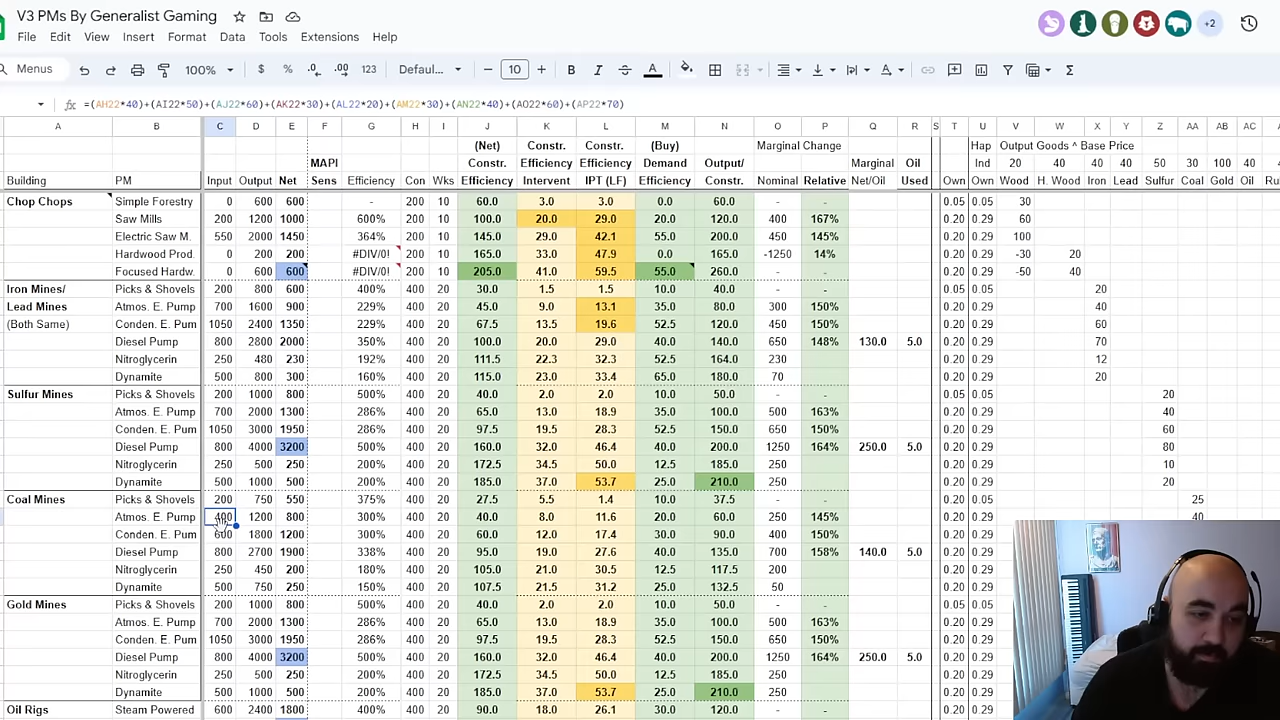 V3 PMs By Generalist Gaming
+2
File Edit View Insert Format Data Tools Extensions Help
Menus 100% $ % .0 .00 123 Defaul... 10 B I A Σ
fx =(AH22*40)+(AI22*50)+(AJ22*60)+(AK22*30)+(AL22*20)+(AM22*30)+(AN22*40)+(AO22*60)+(AP22*70)
A B C D E F G H I J K L M N O P Q R S T U V W X Y Z AA AB AC
(Net) Constr. Constr. (Buy) Marginal Change Hap Output Goods ^ Base Price
MAPI Constr. Efficiency Efficiency Demand Output/ Marginal Oil Ind 20 40 40 40 50 30 100 40
Building PM Input Output Net Sens Efficiency Con Wks Efficiency Intervent IPT (LF) Efficiency Constr. Nominal Relative Net/Oil Used Own Own Wood H. Wood Iron Lead Sulfur Coal Gold Oil
Chop Chops Simple Forestry 0 600 600 - 200 10 60.0 3.0 3.0 0.0 60.0 - - 0.05 0.05 30
Saw Mills 200 1200 1000 600% 200 10 100.0 20.0 29.0 20.0 120.0 400 167% 0.20 0.29 60
Electric Saw M. 550 2000 1450 364% 200 10 145.0 29.0 42.1 55.0 200.0 450 145% 0.20 0.29 100
Hardwood Prod. 0 200 200 #DIV/0! 200 10 165.0 33.0 47.9 0.0 165.0 -1250 14% 0.20 0.29 -30 20
Focused Hardw. 0 600 600 #DIV/0! 200 10 205.0 41.0 59.5 55.0 260.0 - - 0.20 0.29 -50 40
Iron Mines/ Picks & Shovels 200 800 600 400% 400 20 30.0 1.5 1.5 10.0 40.0 - - 0.05 0.05 20
Lead Mines Atmos. E. Pump 700 1600 900 229% 400 20 45.0 9.0 13.1 35.0 80.0 300 150% 0.20 0.29 40
(Both Same) Conden. E. Pum 1050 2400 1350 229% 400 20 67.5 13.5 19.6 52.5 120.0 450 150% 0.20 0.29 60
Diesel Pump 800 2800 2000 350% 400 20 100.0 20.0 29.0 40.0 140.0 650 148% 130.0 5.0 0.20 0.29 70
Nitroglycerin 250 480 230 192% 400 20 111.5 22.3 32.3 52.5 164.0 230 0.20 0.29 12
Dynamite 500 800 300 160% 400 20 115.0 23.0 33.4 65.0 180.0 70 0.20 0.29 20
Sulfur Mines Picks & Shovels 200 1000 800 500% 400 20 40.0 2.0 2.0 10.0 50.0 - - 0.20 0.05 20
Atmos. E. Pump 700 2000 1300 286% 400 20 65.0 13.0 18.9 35.0 100.0 500 163% 0.20 0.29 40
Conden. E. Pum 1050 3000 1950 286% 400 20 97.5 19.5 28.3 52.5 150.0 650 150% 0.20 0.29 60
Diesel Pump 800 4000 3200 500% 400 20 160.0 32.0 46.4 40.0 200.0 1250 164% 250.0 5.0 0.20 0.29 80
Nitroglycerin 250 500 250 200% 400 20 172.5 34.5 50.0 12.5 185.0 250 0.20 0.29 10
Dynamite 500 1000 500 200% 400 20 185.0 37.0 53.7 25.0 210.0 250 0.20 0.29 20
Coal Mines Picks & Shovels 200 750 550 375% 400 20 27.5 5.5 1.4 10.0 37.5 - - 0.20 0.05 25
Atmos. E. Pump 400 1200 800 300% 400 20 40.0 8.0 11.6 20.0 60.0 250 145% 0.20 0.29 40
Conden. E. Pum 600 1800 1200 300% 400 20 60.0 12.0 17.4 30.0 90.0 400 150% 0.20 0.29
Diesel Pump 800 2700 1900 338% 400 20 95.0 19.0 27.6 40.0 135.0 700 158% 140.0 5.0 0.20 0.29
Nitroglycerin 250 450 200 180% 400 20 105.0 21.0 30.5 12.5 117.5 200 0.20 0.29
Dynamite 500 750 250 150% 400 20 107.5 21.5 31.2 25.0 132.5 50 0.20 0.29
Gold Mines Picks & Shovels 200 1000 800 500% 400 20 40.0 2.0 2.0 10.0 50.0 - - 0.05 0.05
Atmos. E. Pump 700 2000 1300 286% 400 20 65.0 13.0 18.9 35.0 100.0 500 163% 0.20 0.29
Conden. E. Pum 1050 3000 1950 286% 400 20 97.5 19.5 28.3 52.5 150.0 650 150% 0.20 0.29
Diesel Pump 800 4000 3200 500% 400 20 160.0 32.0 46.4 40.0 200.0 1250 164% 250.0 5.0 0.20 0.29
Nitroglycerin 250 500 250 200% 400 20 172.5 34.5 50.0 12.5 185.0 250 0.20 0.29
Dynamite 500 1000 500 200% 400 20 185.0 37.0 53.7 25.0 210.0 250 0.20 0.29
Oil Rigs Steam Powered 600 2400 1800 400% 400 20 90.0 18.0 26.1 30.0 120.0 - - 0.20 0.29